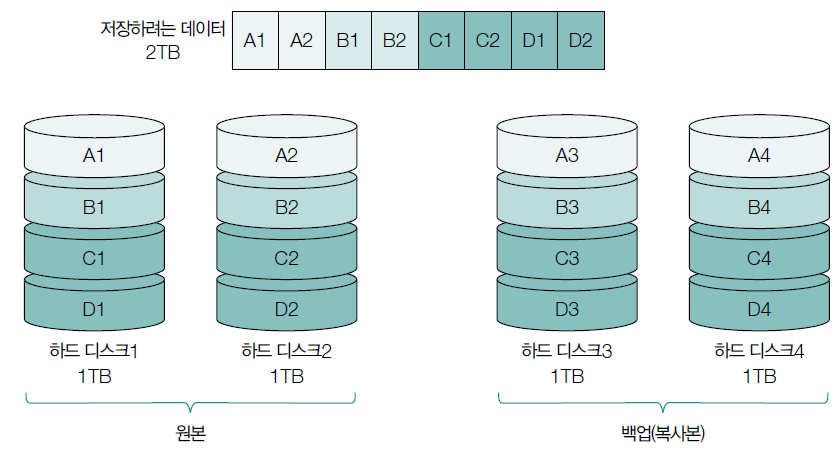 저장하려는 데이터
2TB
A1 A2 B1 B2 C1 C2 D1 D2
A1 A2 A3 A4
B1 B2 B3 B4
C1 C2 C3 C4
D1 D2 D3 D4
하드 디스크1 하드 디스크2 하드 디스크3 하드 디스크4
1TB 1TB 1TB 1TB
원본 백업(복사본)